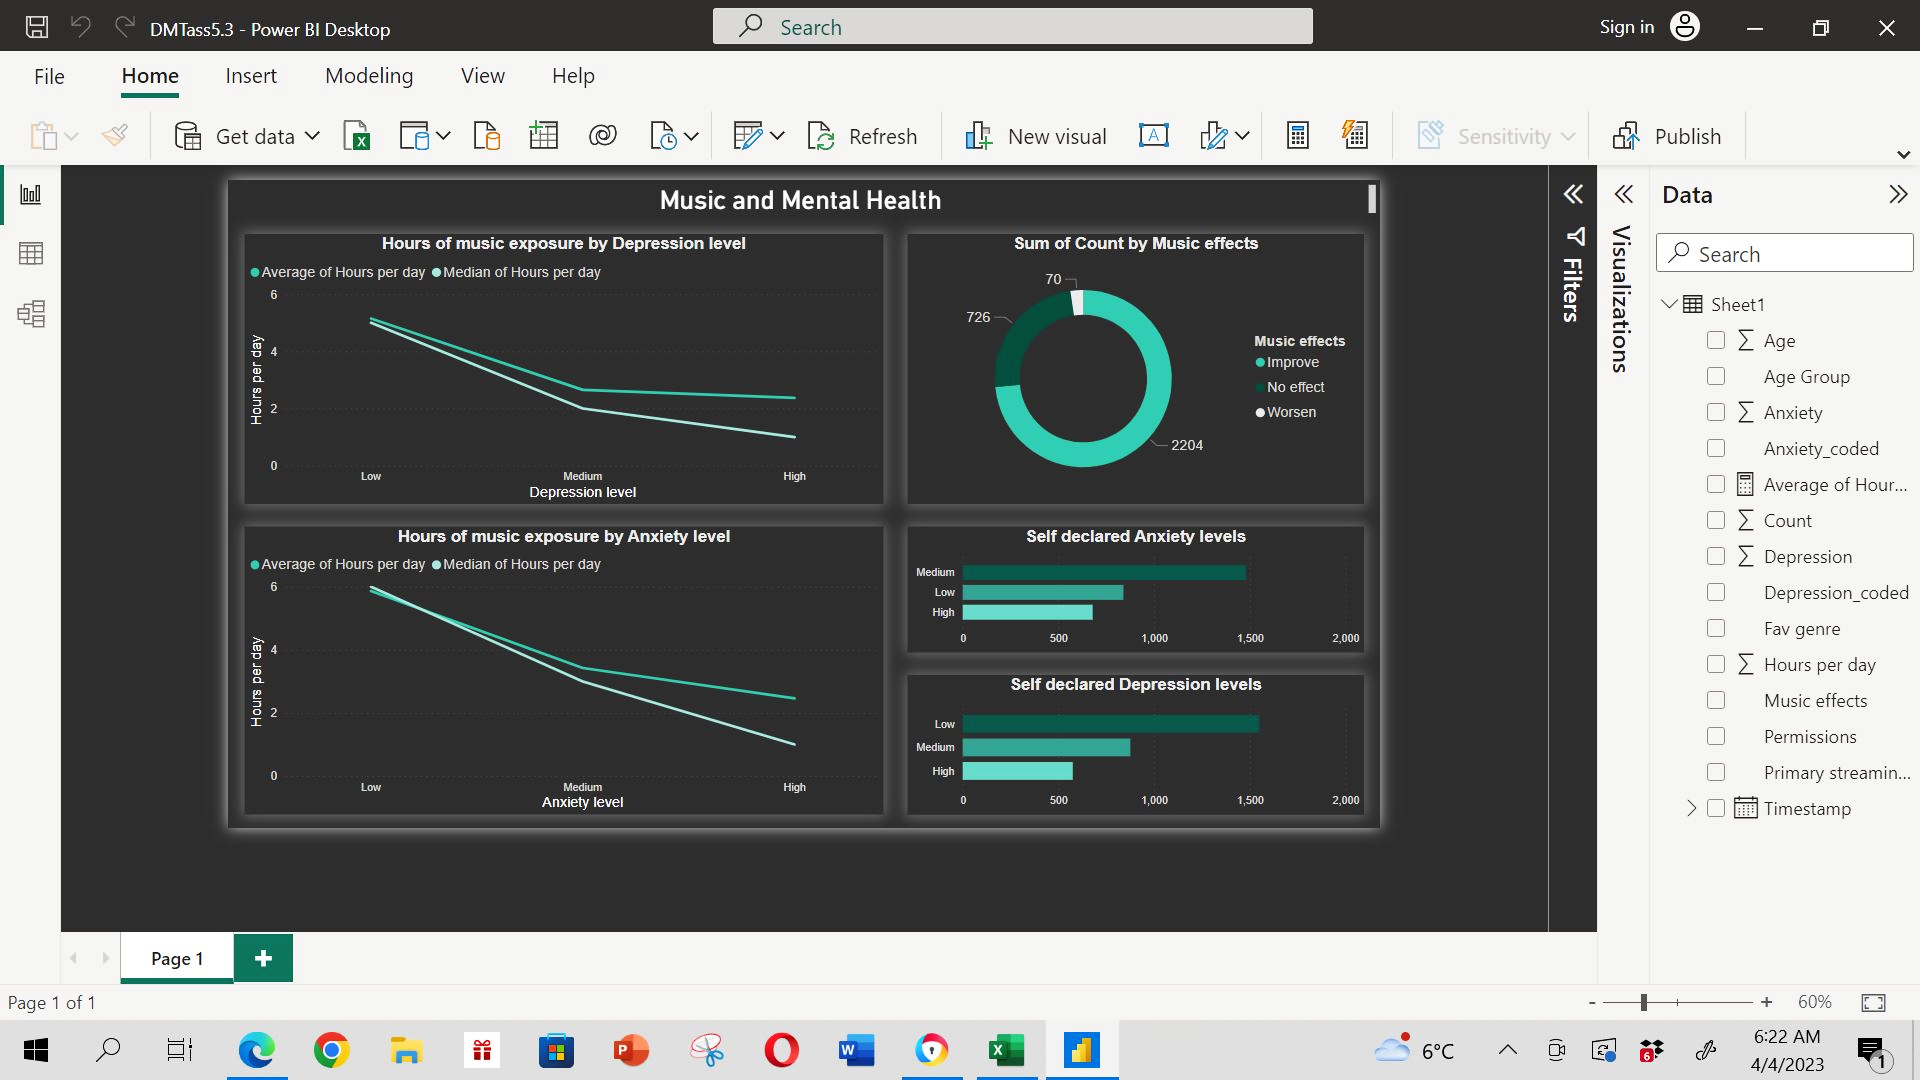 DMTass5.3 - Power BI Desktop
Search
Sign in
File
Home
Insert
Modeling
View
Help
Get data
Refresh
New visual
Sensitivity
Publish
Music and Mental Health
Hours of music exposure by Depression level
Average of Hours per day Median of Hours per day
Hours per day
6
4
2
0
Low Medium High
Depression level
Sum of Count by Music effects
70
726
2204
Music effects
Improve
No effect
Worsen
Hours of music exposure by Anxiety level
Average of Hours per day Median of Hours per day
Hours per day
6
4
2
0
Low Medium High
Anxiety level
Self declared Anxiety levels
Medium
Low
High
0 500 1,000 1,500 2,000
Self declared Depression levels
Low
Medium
High
0 500 1,000 1,500 2,000
Filters
Visualizations
Data
Search
Sheet1
Age
Age Group
Anxiety
Anxiety_coded
Average of Hour...
Count
Depression
Depression_coded
Fav genre
Hours per day
Music effects
Permissions
Primary streamin...
Timestamp
Page 1
Page 1 of 1
- + 60%
6°C
6
6:22 AM
4/4/2023
1